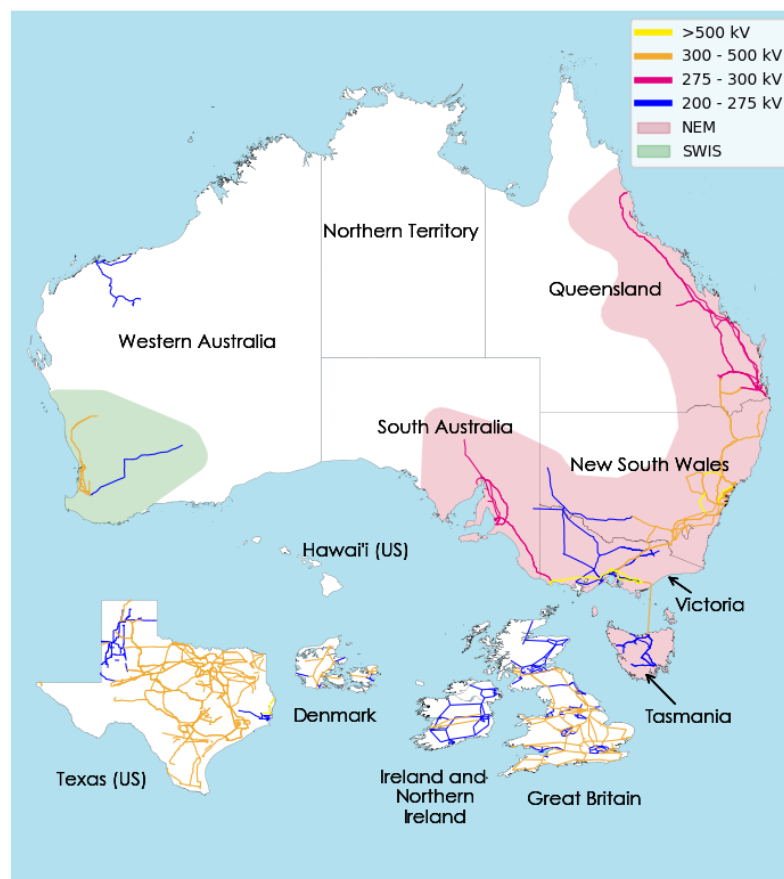 >500 kV
300 - 500 kV
275 - 300 kV
200 - 275 kV
NEM
SWIS
Northern Territory
Queensland
Western Australia
South Australia
New South Wales
Hawai'i (US)
Victoria
Tasmania
Denmark
Texas (US)
Ireland and
Northern
Ireland
Great Britain